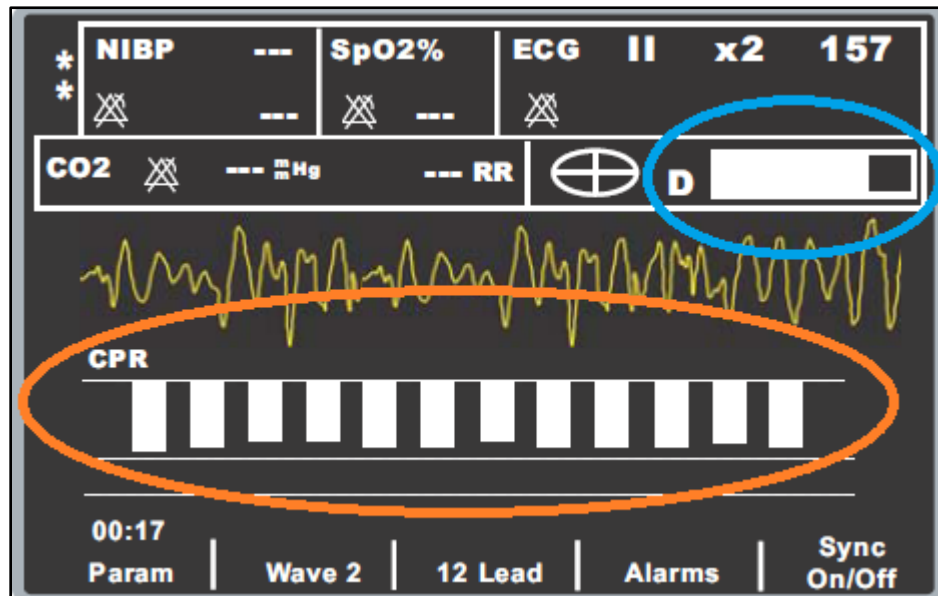 * NIBP --- SpO2% ECG II x2 157
* --- ---
CO2 --- mmHg --- RR D
CPR
00:17
Param Wave 2 12 Lead Alarms Sync On/Off